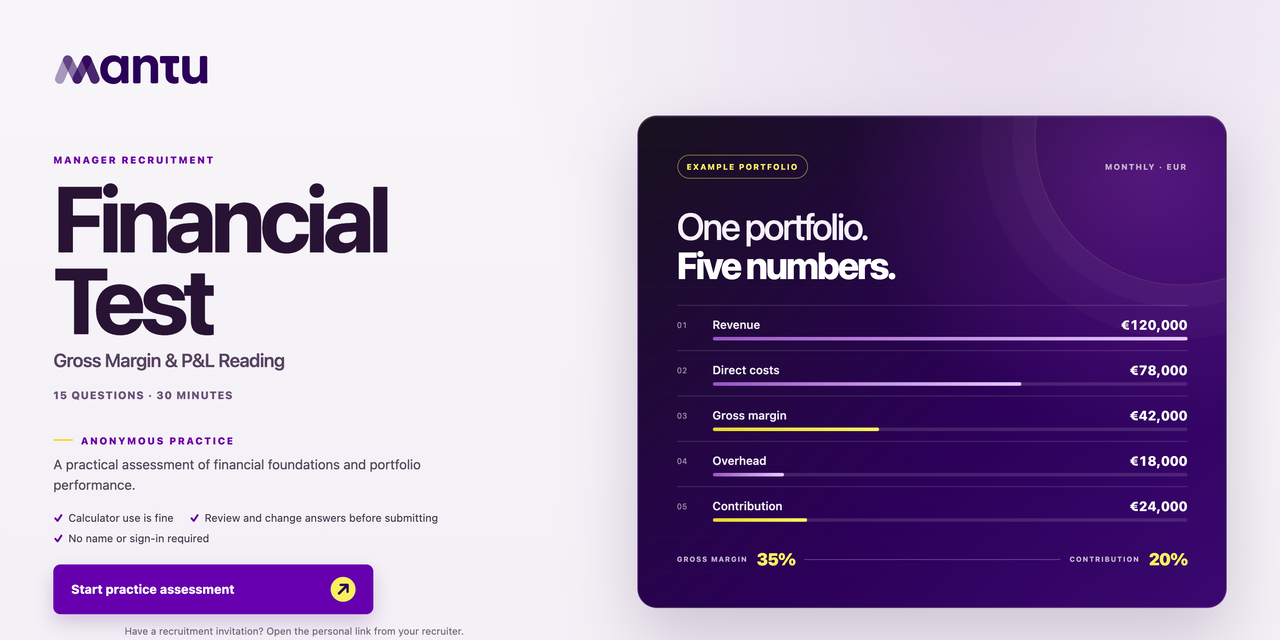 mantu
MANAGER RECRUITMENT
Financial
Test
Gross Margin & P&L Reading
15 QUESTIONS · 30 MINUTES
ANONYMOUS PRACTICE
A practical assessment of financial foundations and portfolio
performance.
Calculator use is fine
Review and change answers before submitting
No name or sign-in required
Start practice assessment
Have a recruitment invitation? Open the personal link from your recruiter.
EXAMPLE PORTFOLIO
MONTHLY · EUR
One portfolio.
Five numbers.
01 Revenue €120,000
02 Direct costs €78,000
03 Gross margin €42,000
04 Overhead €18,000
05 Contribution €24,000
GROSS MARGIN 35% CONTRIBUTION 20%